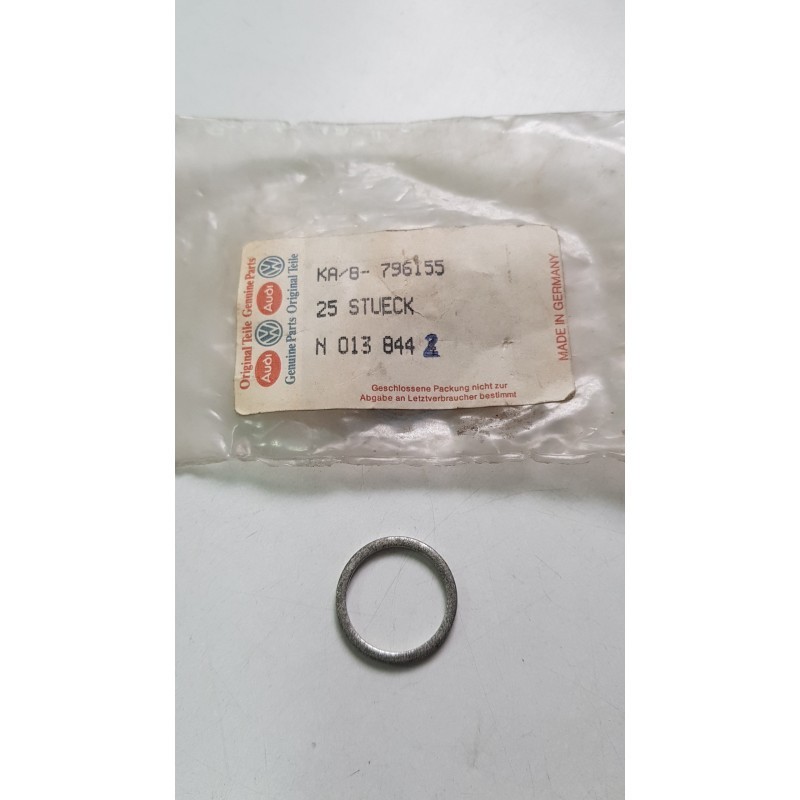 Original Teile Genuine Parts
Audi Audi
Genuine Parts Original Teile
KA/B- 796155
25 STUECK
N 013 844 2
Geschlossene Packung nicht zur
Abgabe an Letztverbraucher bestimmt
MADE IN GERMANY